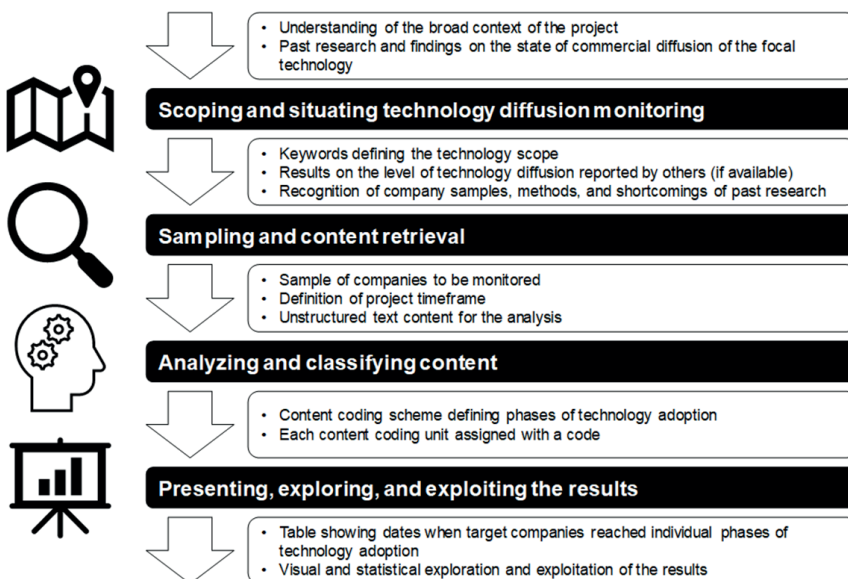 • Understanding of the broad context of the project
• Past research and findings on the state of commercial diffusion of the focal
technology
Scoping and situating technology diffusion monitoring
• Keywords defining the technology scope
• Results on the level of technology diffusion reported by others (if available)
• Recognition of company samples, methods, and shortcomings of past research
Sampling and content retrieval
• Sample of companies to be monitored
• Definition of project timeframe
• Unstructured text content for the analysis
Analyzing and classifying content
• Content coding scheme defining phases of technology adoption
• Each content coding unit assigned with a code
Presenting, exploring, and exploiting the results
• Table showing dates when target companies reached individual phases of
technology adoption
• Visual and statistical exploration and exploitation of the results